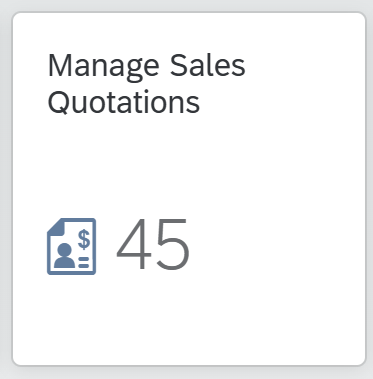 Manage Sales
Quotations
$
45